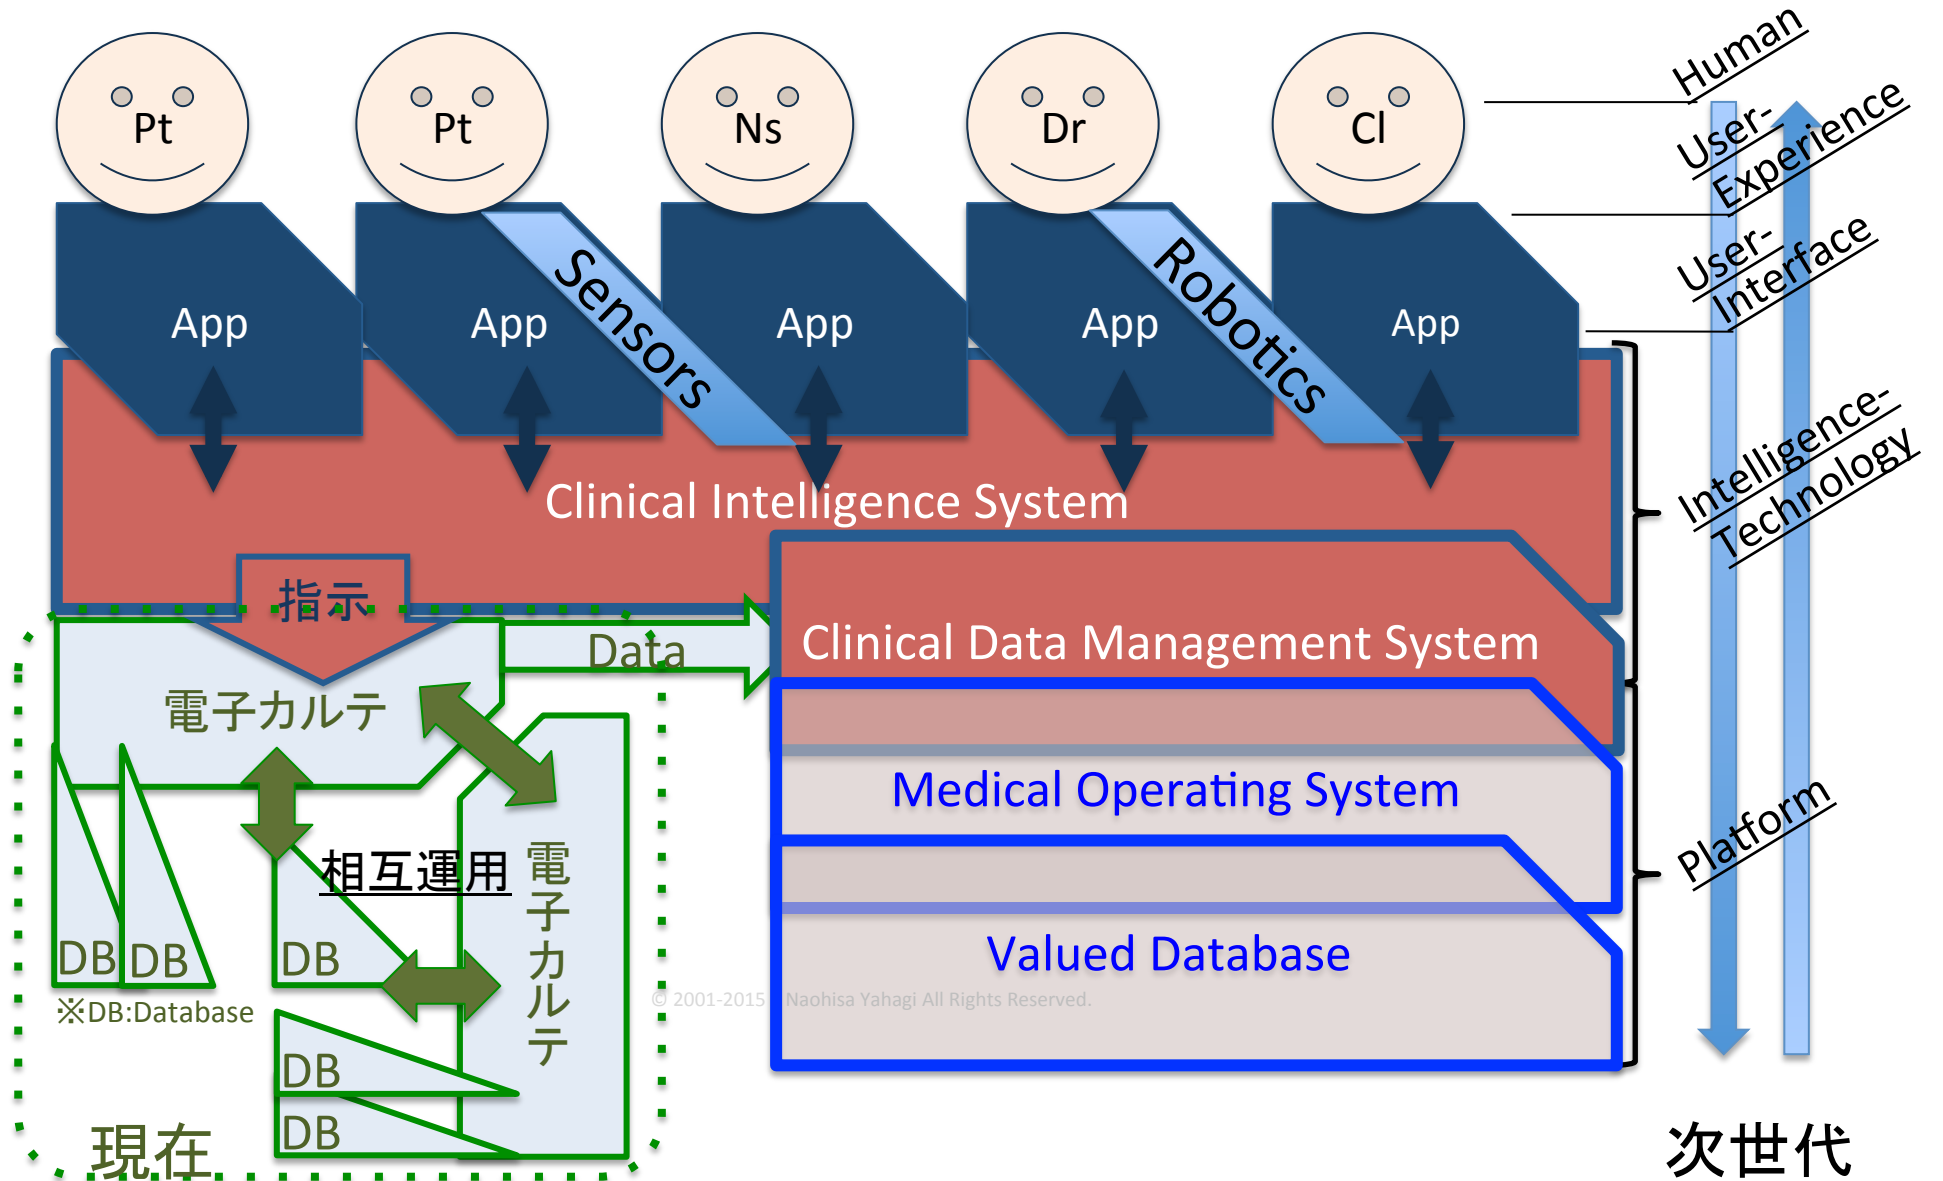 Pt
Pt
Ns
Dr
Cl
Human
User-
Experience
User-
Interface
App
App
App
App
App
Sensors
Robotics
Clinical Intelligence System
Intelligence-
Technology
指示
Data
Clinical Data Management System
電子カルテ
Medical Operating System
Platform
相互運用
電子カルテ
DB
DB
DB
Valued Database
※DB:Database
© 2001-2015 Naohisa Yahagi All Rights Reserved.
DB
DB
現在
次世代